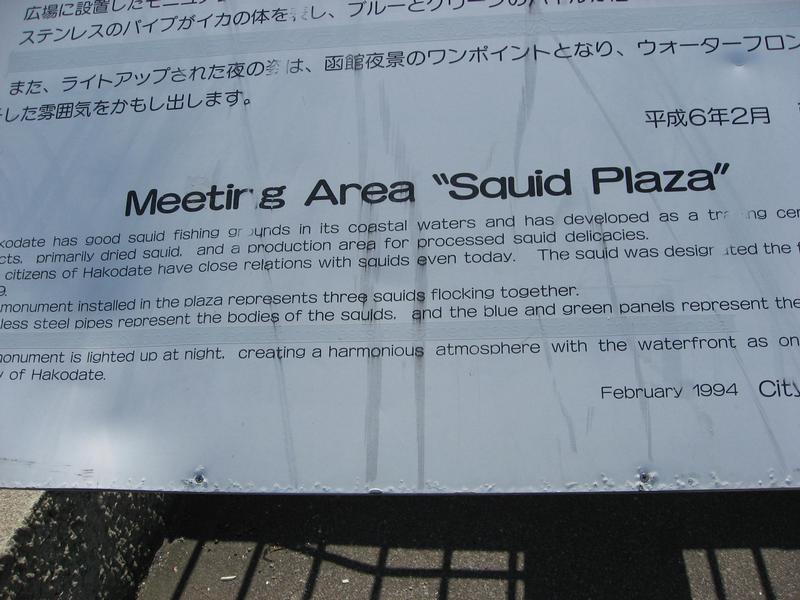 広場に設置したモニュ
ステンレスのパイプがイカの体を表し、ブルーとグリーンの
また、ライトアップされた夜の姿は、函館夜景のワンポイントとなり、ウォーターフロン
した雰囲気をかもし出します。
平成6年2月
Meeting Area “Squid Plaza”
kodate has good squid fishing grounds in its coastal waters and has developed as a trading cen
cts, primarily dried squid, and a production area for processed squid delicacies.
citizens of Hakodate have close relations with squids even today. The squid was designated the f
9.
monument installed in the plaza represents three squids flocking together.
less steel pipes represent the bodies of the squids, and the blue and green panels represent the
monument is lighted up at night, creating a harmonious atmosphere with the waterfront as on
y of Hakodate.
February 1994 City